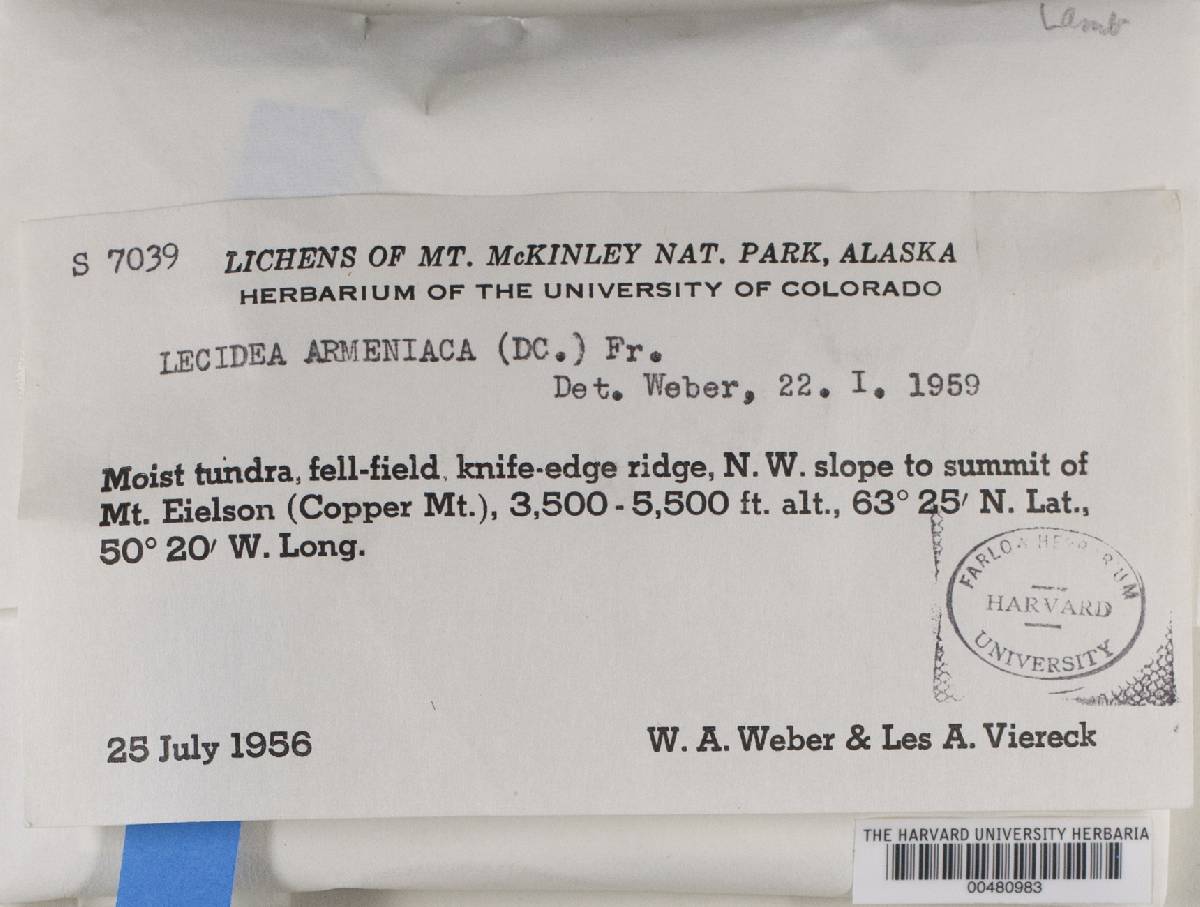 Lamb
S 7039 LICHENS OF MT. McKINLEY NAT. PARK, ALASKA
HERBARIUM OF THE UNIVERSITY OF COLORADO
LECIDEA ARMENIACA (DC.) Fr.
Det. Weber, 22. I. 1959
Moist tundra, fell-field, knife-edge ridge, N. W. slope to summit of
Mt. Eielson (Copper Mt.), 3,500 - 5,500 ft. alt., 63° 25′ N. Lat.,
50° 20′ W. Long.
FARLOW HERBARIUM
HARVARD
UNIVERSITY
25 July 1956
W. A. Weber & Les A. Viereck
THE HARVARD UNIVERSITY HERBARIA
00480983